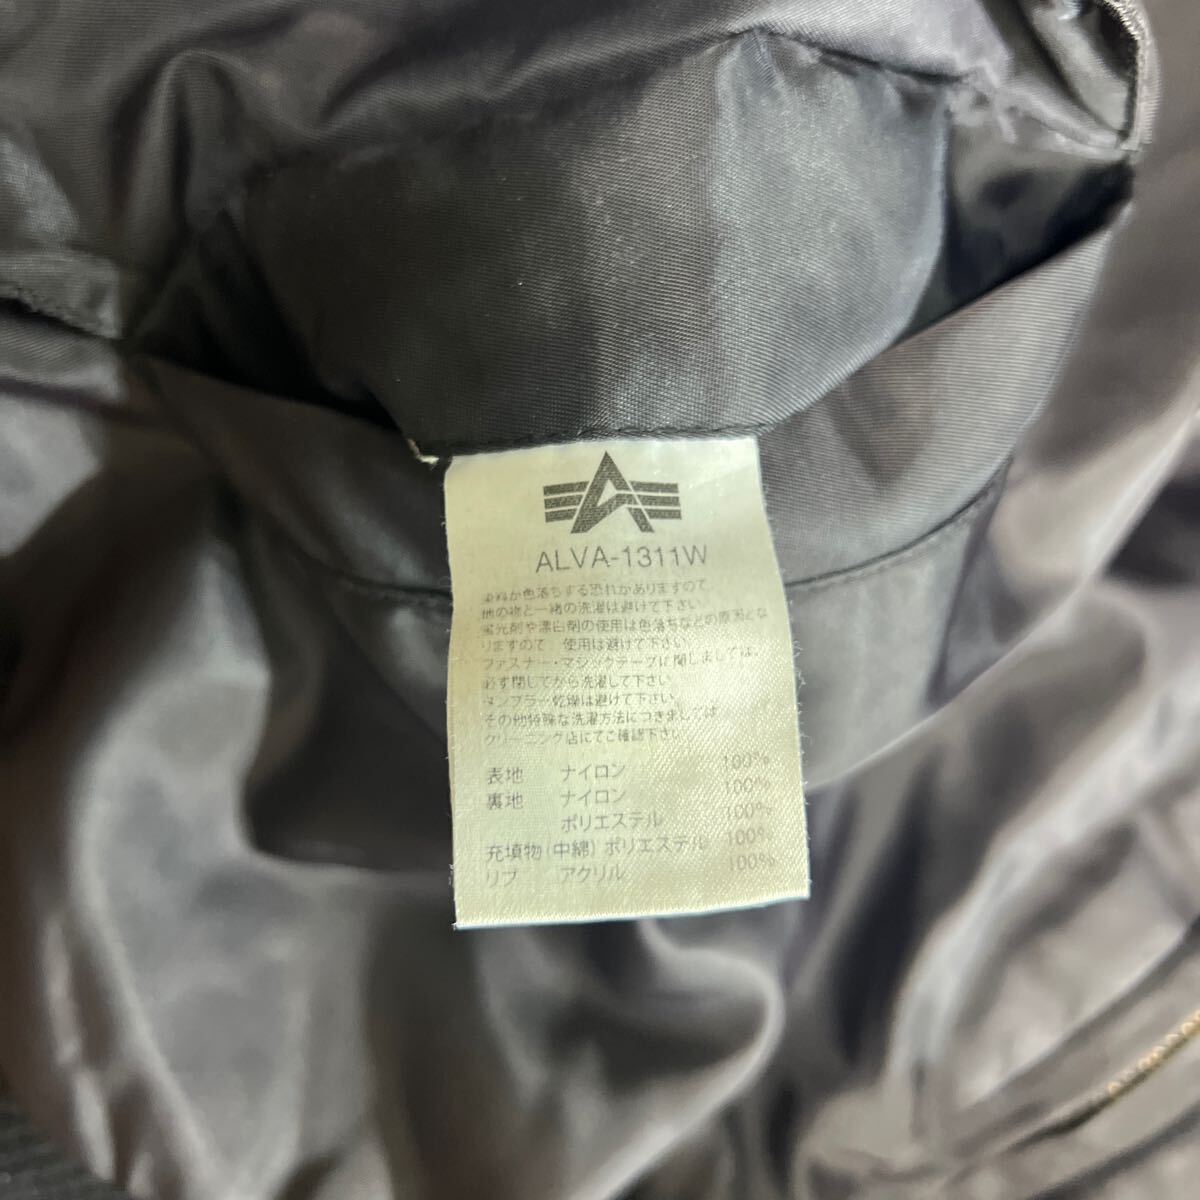 ALVA-1311W
染料が色落ちする恐れがありますので
他の物と一緒の洗濯は避けて下さい
蛍光剤や漂白剤の使用は色落ちなどの原因とな
りますので 使用は避けて下さい
ファスナー・マジックテープに関しましては、
必ず閉じてから洗濯して下さい
タンブラー乾燥は避けて下さい
その他特殊な洗濯方法につきましては
クリーニング店にてご確認下さい
表地 ナイロン 100%
裏地 ナイロン 100%
ポリエステル 100%
充填物(中綿) ポリエステル 100%
リブ アクリル 100%